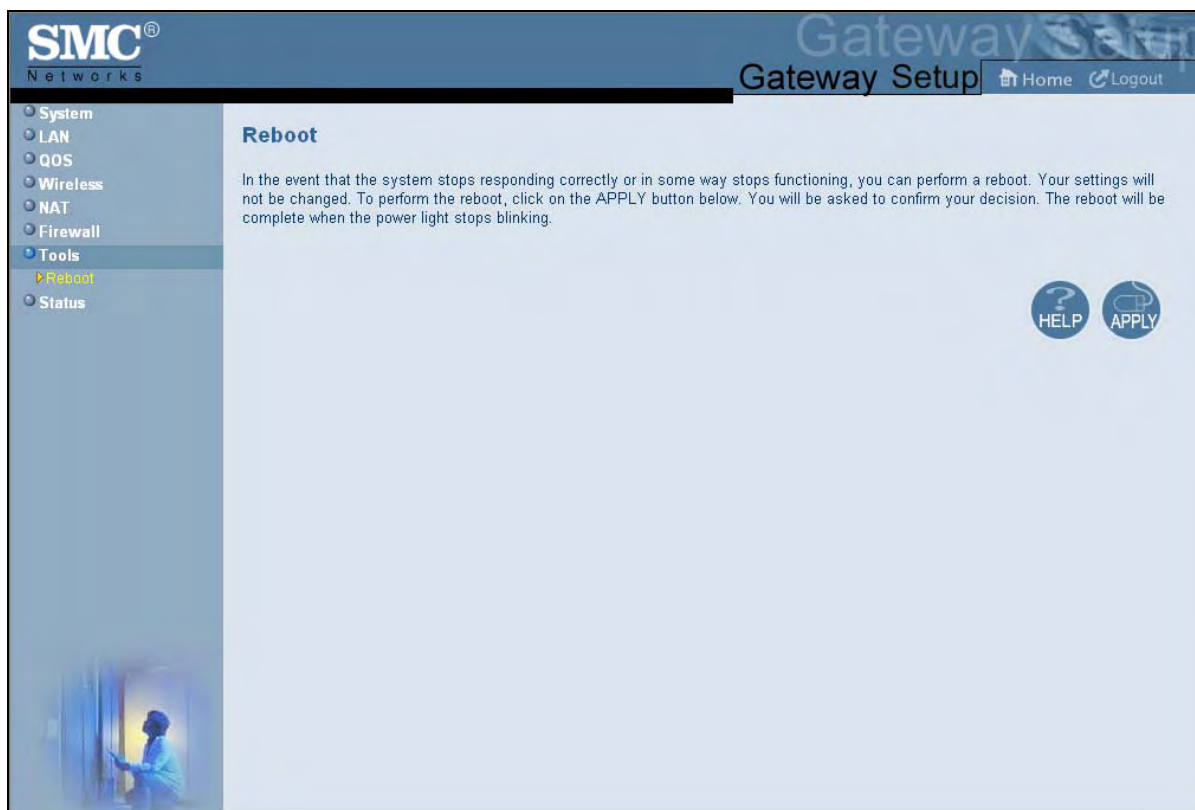 SMC®
Networks
Gateway Setup
Gateway Setup
Home
Logout
System
LAN
QOS
Wireless
NAT
Firewall
Tools
Reboot
Status
Reboot
In the event that the system stops responding correctly or in some way stops functioning, you can perform a reboot. Your settings will
not be changed. To perform the reboot, click on the APPLY button below. You will be asked to confirm your decision. The reboot will be
complete when the power light stops blinking.
HELP
APPLY